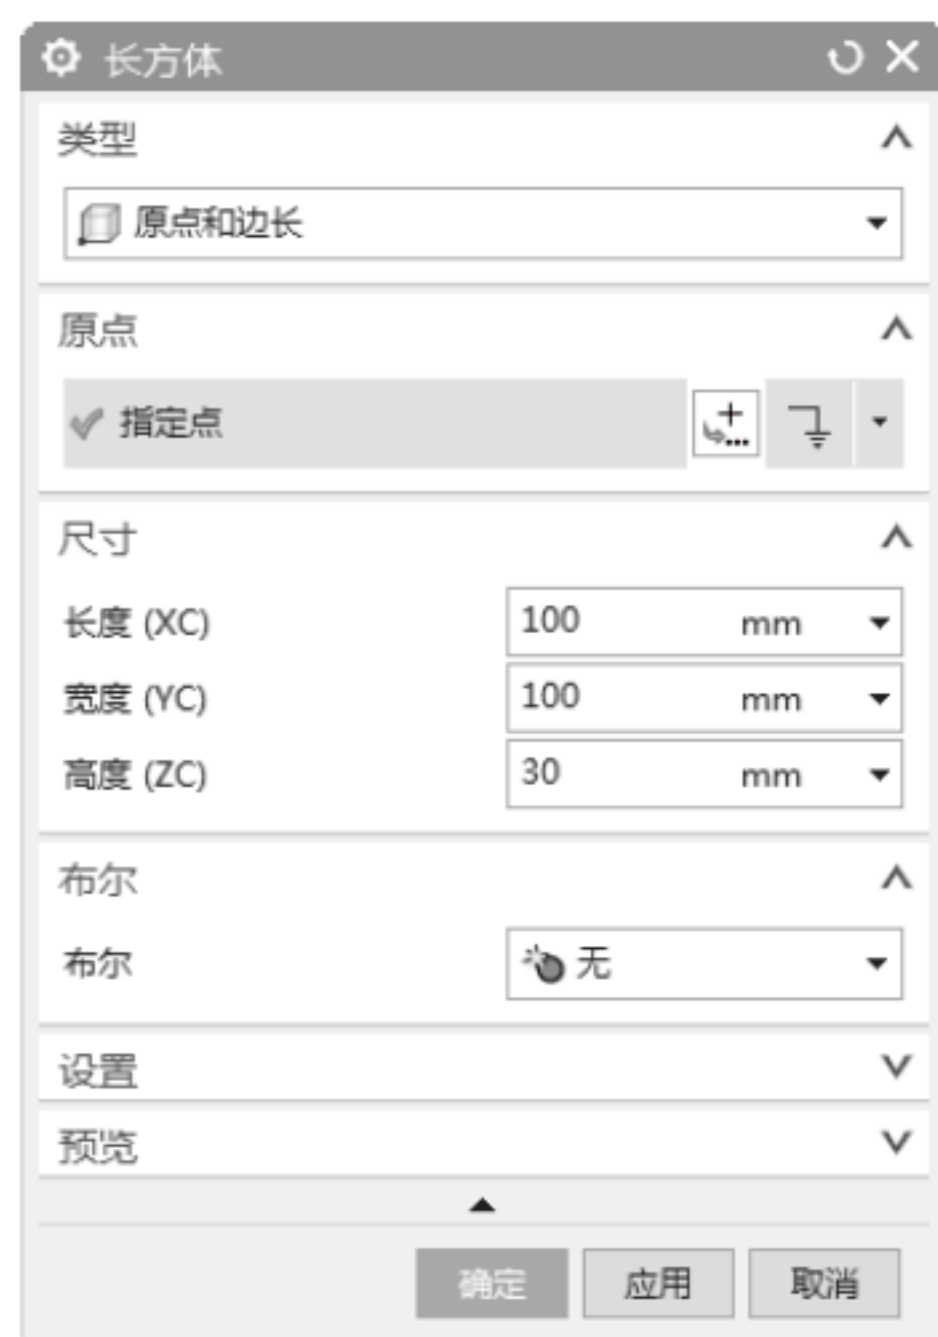 长方体
类型
原点和边长
原点
指定点
尺寸
长度 (XC) 100 mm
宽度 (YC) 100 mm
高度 (ZC) 30 mm
布尔
布尔 无
设置
预览
确定 应用 取消